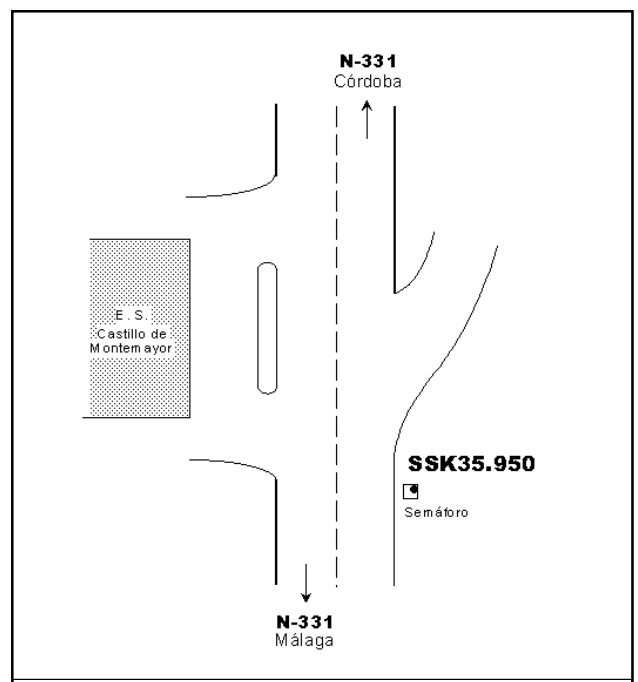 N-331
Córdoba
E. S.
Castillo de
Montemayor
SSK35.950
Semáforo
N-331
Málaga